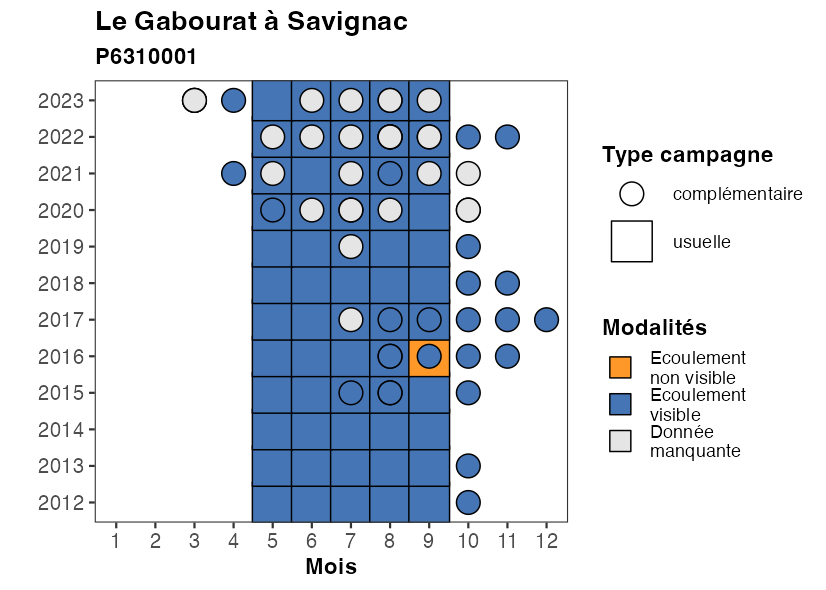 Le Gabourat à Savignac
P6310001
2023
2022
2021
2020
2019
2018
2017
2016
2015
2014
2013
2012
1 2 3 4 5 6 7 8 9 10 11 12
Mois
Type campagne
complémentaire
usuelle
Modalités
Ecoulement
non visible
Ecoulement
visible
Donnée
manquante